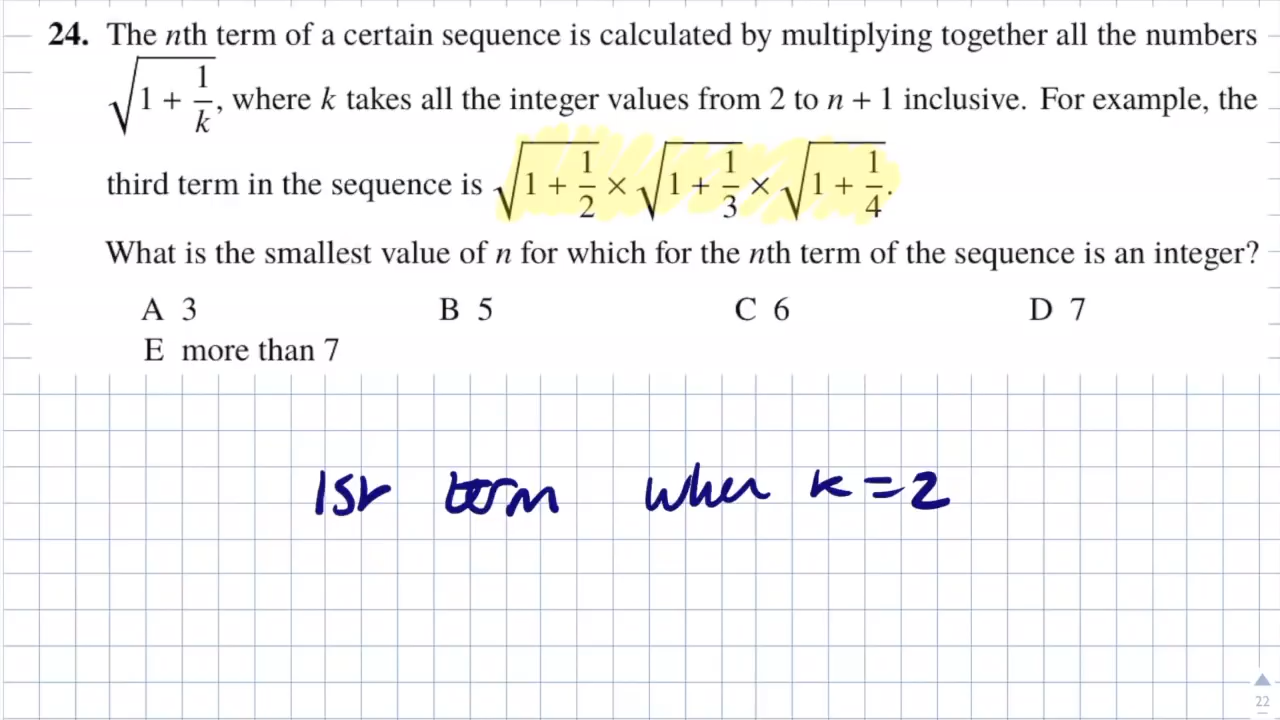 24. The nth term of a certain sequence is calculated by multiplying together all the numbers
√(1 + 1/k), where k takes all the integer values from 2 to n + 1 inclusive. For example, the
third term in the sequence is √(1 + 1/2) × √(1 + 1/3) × √(1 + 1/4).
What is the smallest value of n for which for the nth term of the sequence is an integer?
A 3 B 5 C 6 D 7
E more than 7
1st term when k = 2
22